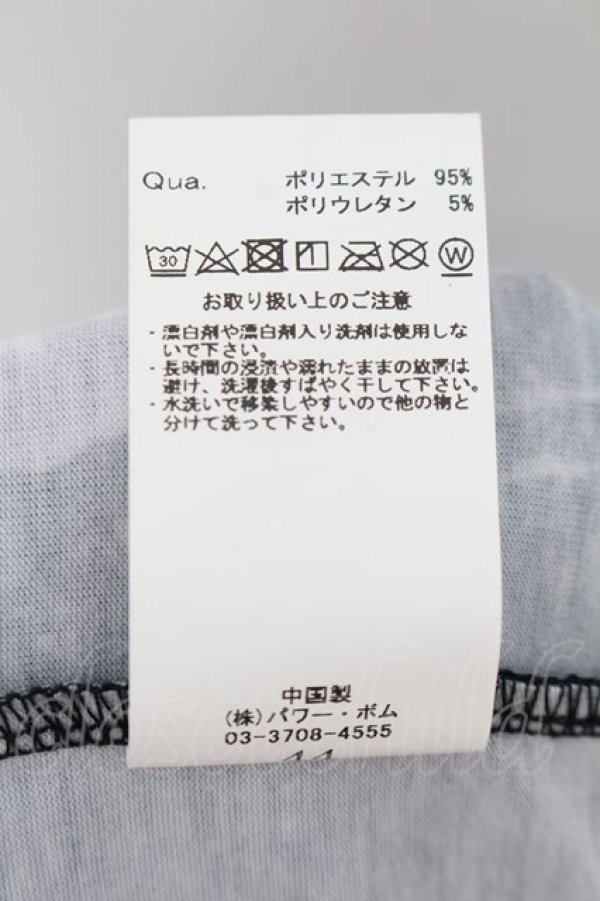 Qua. ポリエステル 95%
ポリウレタン 5%
30 W
お取り扱い上のご注意
・漂白剤や漂白剤入り洗剤は使用しな
いで下さい。
・長時間の浸漬や濡れたままの放置は
避け、洗濯後すばやく干して下さい。
・水洗いで移染しやすいので他の物と
分けて洗って下さい。
中国製
(株)パワー・ボム
03-3708-4555
closet child